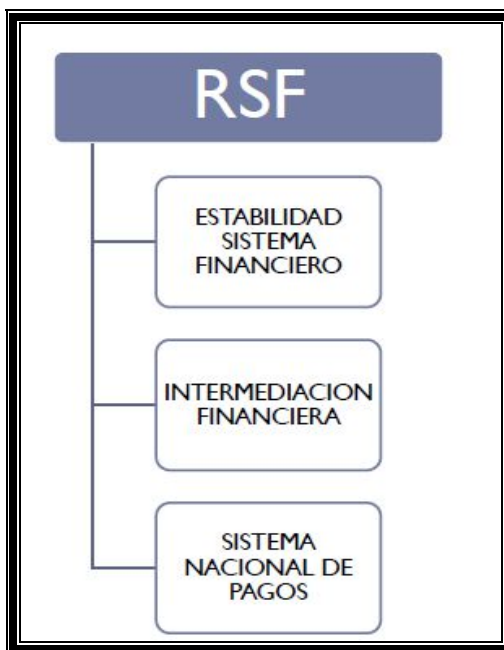 RSF
ESTABILIDAD
SISTEMA
FINANCIERO
INTERMEDIACION
FINANCIERA
SISTEMA
NACIONAL DE
PAGOS